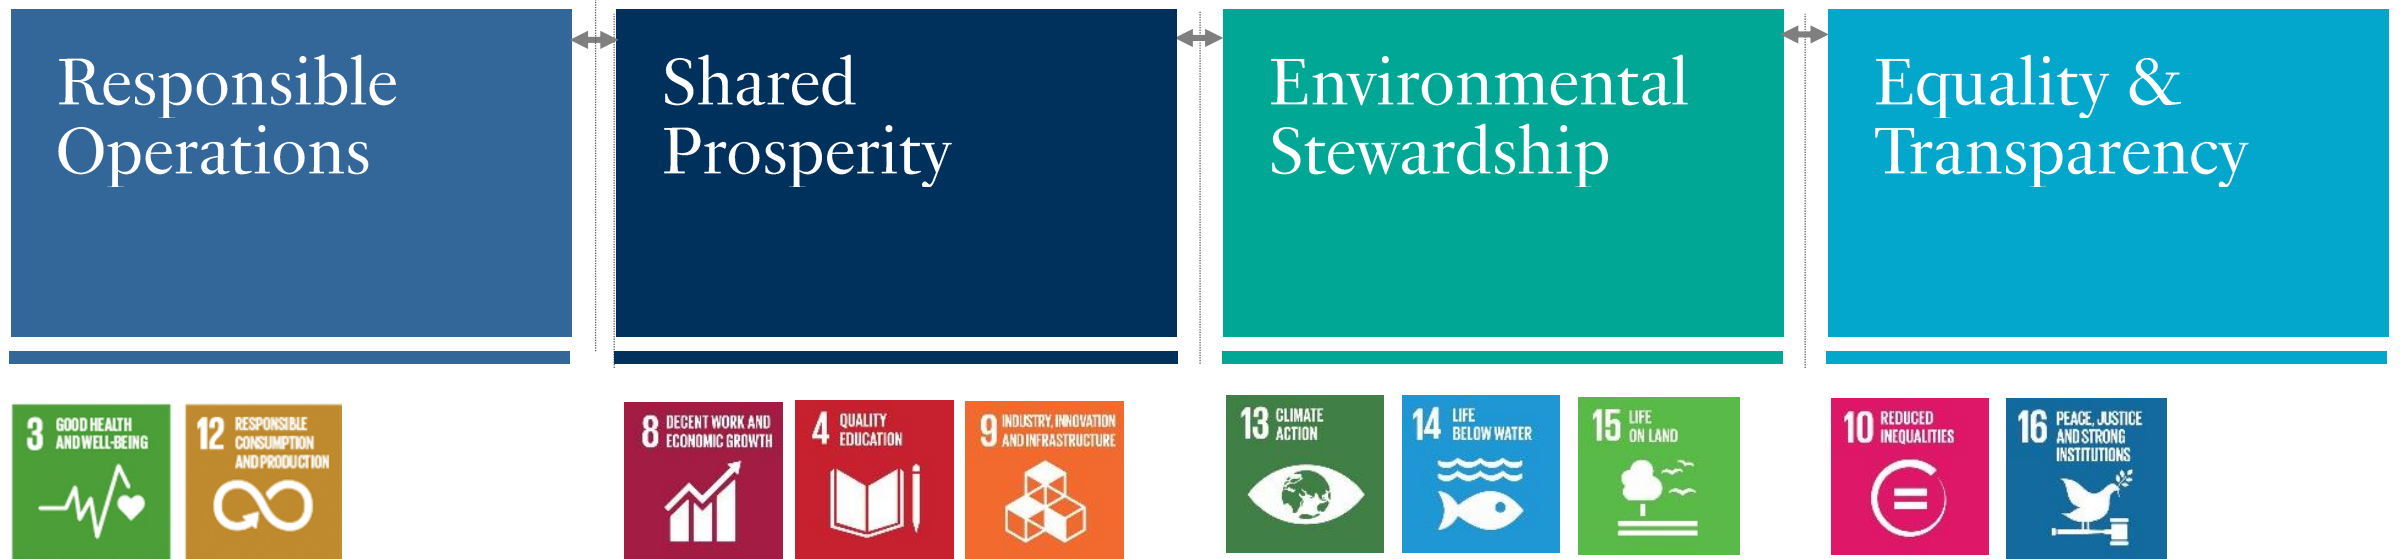 Responsible
Operations
Shared
Prosperity
Environmental
Stewardship
Equality &
Transparency
3 GOOD HEALTH
AND WELL-BEING
12 RESPONSIBLE
CONSUMPTION
AND PRODUCTION
8 DECENT WORK AND
ECONOMIC GROWTH
4 QUALITY
EDUCATION
9 INDUSTRY, INNOVATION
AND INFRASTRUCTURE
13 CLIMATE
ACTION
14 LIFE
BELOW WATER
15 LIFE
ON LAND
10 REDUCED
INEQUALITIES
16 PEACE, JUSTICE
AND STRONG
INSTITUTIONS